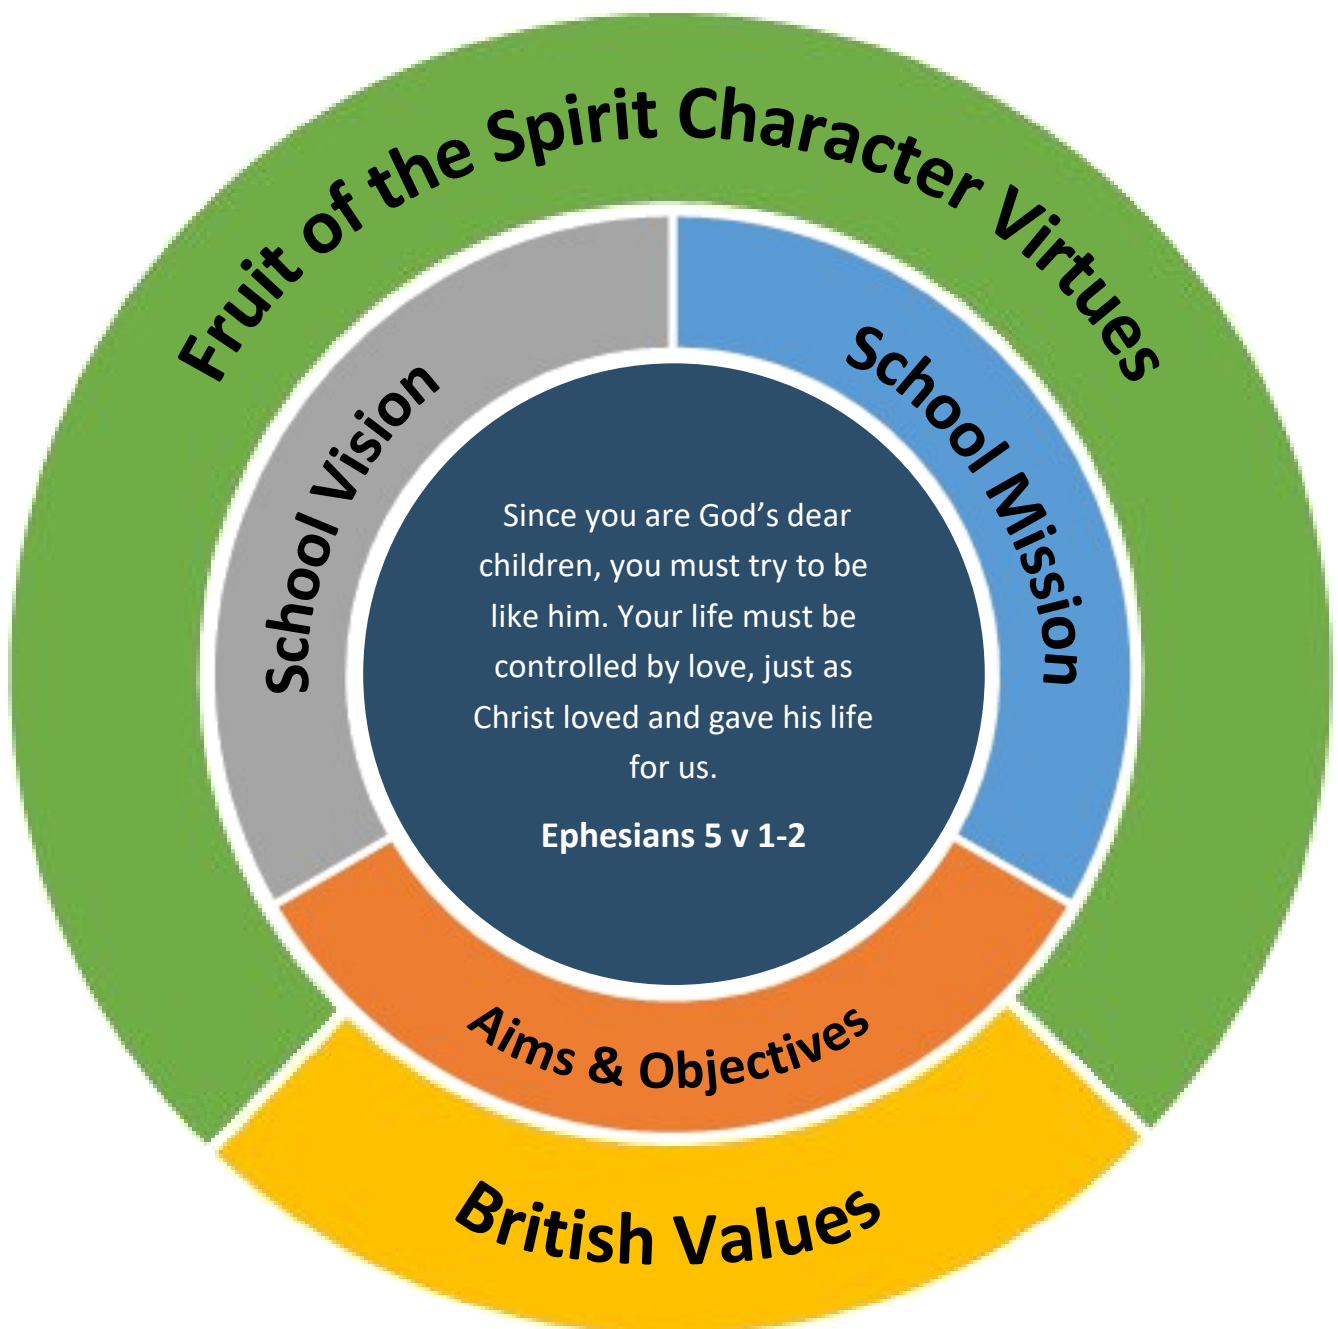 Fruit of the Spirit Character Virtues
School Vision
School Mission
Since you are God’s dear
children, you must try to be
like him. Your life must be
controlled by love, just as
Christ loved and gave his life
for us.
Ephesians 5 v 1-2
Aims & Objectives
British Values